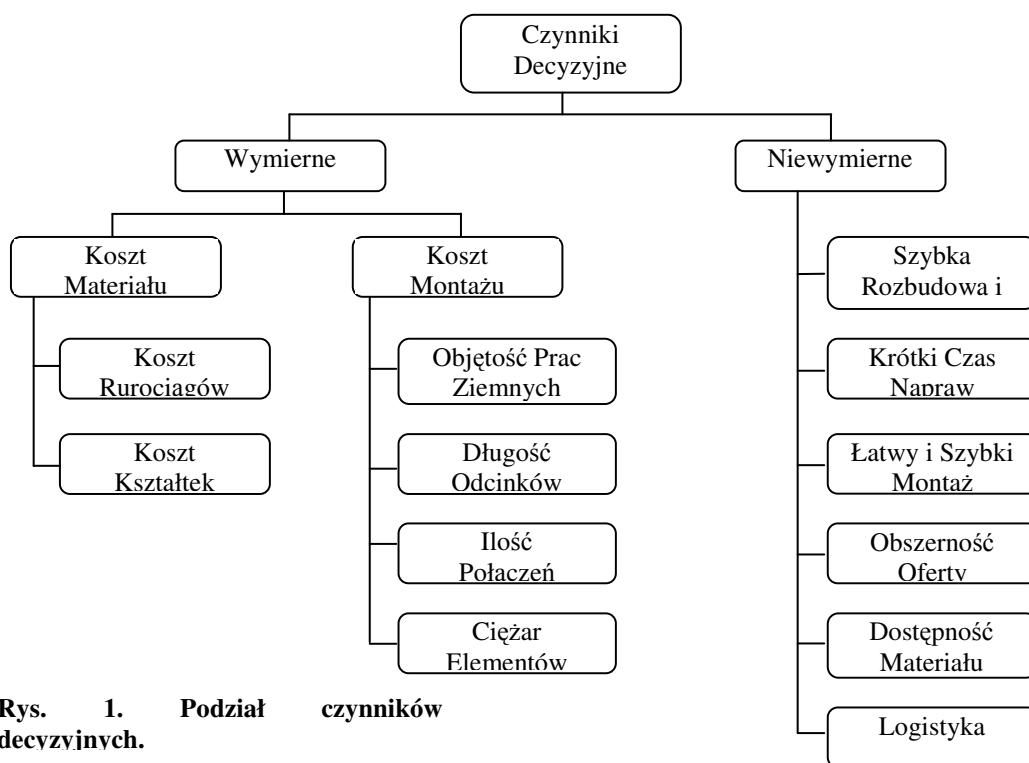 Czynniki
Decyzyjne
Wymierne
Niewymierne
Koszt
Materiału
Koszt
Montażu
Szybka
Rozbudowa i
Koszt
Rurociągów
Objętość Prac
Ziemnych
Krótki Czas
Napraw
Koszt
Kształtek
Długość
Odcinków
Łatwy i Szybki
Montaż
Ilość
Połączeń
Obszerność
Oferty
Ciężar
Elementów
Dostępność
Materiału
Logistyka
Rys. 1. Podział czynników
decyzyjnych.